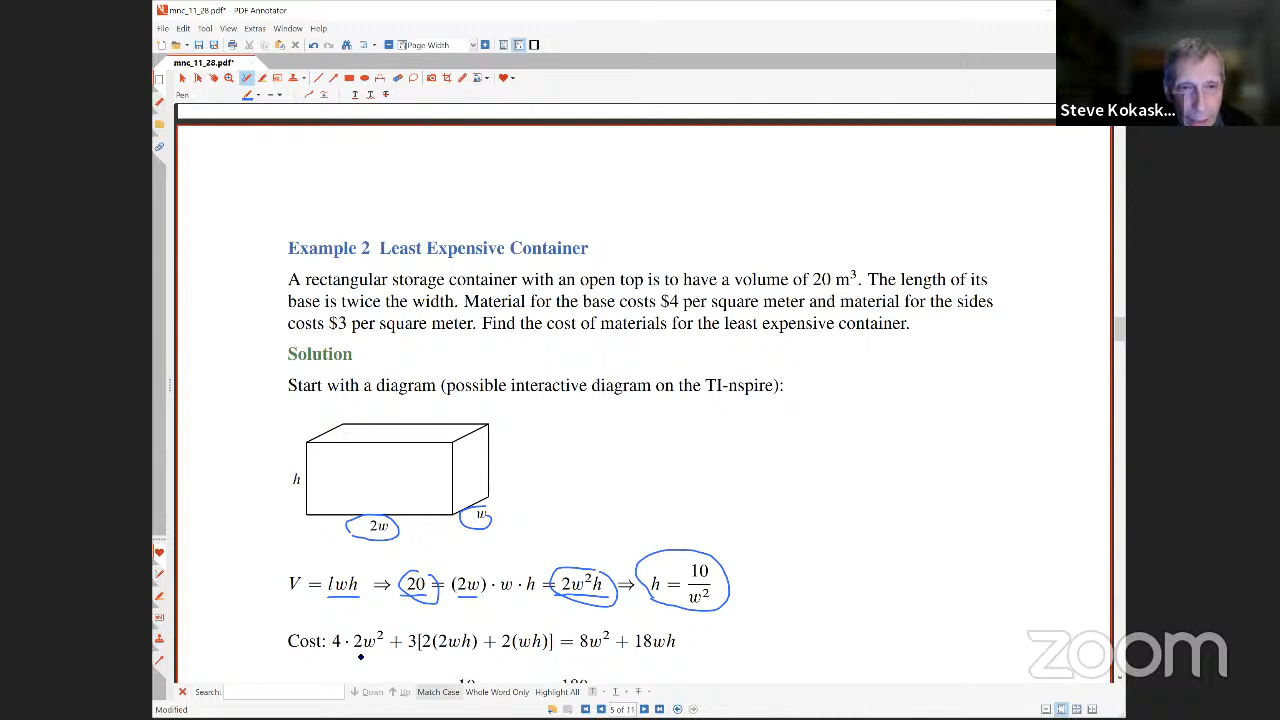 mnc_11_28.pdf* - PDF Annotator
File Edit Tool View Extras Window Help
Page Width
mnc_11_28.pdf*
Pen
Steve Kokask...
Example 2 Least Expensive Container
A rectangular storage container with an open top is to have a volume of 20 m³. The length of its
base is twice the width. Material for the base costs $4 per square meter and material for the sides
costs $3 per square meter. Find the cost of materials for the least expensive container.
Solution
Start with a diagram (possible interactive diagram on the TI-nspire):
h
2w
w
V = lwh ⇒ 20 = (2w) · w · h = 2w²h ⇒ h = 10/w²
Cost: 4 · 2w² + 3[2(2wh) + 2(wh)] = 8w² + 18wh
zoom
Search: Down Up Match Case Whole Word Only Highlight All
5 of 11
Modified